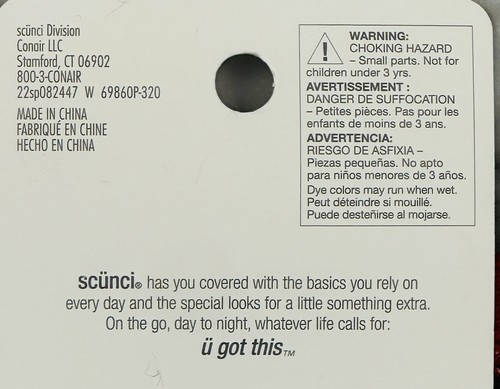 scünci Division
Conair LLC
Stamford, CT 06902
800-3-CONAIR
22sp082447 W 69860P-320
MADE IN CHINA
FABRIQUÉ EN CHINE
HECHO EN CHINA
WARNING:
CHOKING HAZARD
– Small parts. Not for
children under 3 yrs.
AVERTISSEMENT :
DANGER DE SUFFOCATION
– Petites pièces. Pas pour les
enfants de moins de 3 ans.
ADVERTENCIA:
RIESGO DE ASFIXIA –
Piezas pequeñas. No apto
para niños menores de 3 años.
Dye colors may run when wet.
Peut déteindre si mouillé.
Puede desteñirse al mojarse.
scünci® has you covered with the basics you rely on
every day and the special looks for a little something extra.
On the go, day to night, whatever life calls for:
ü got this™